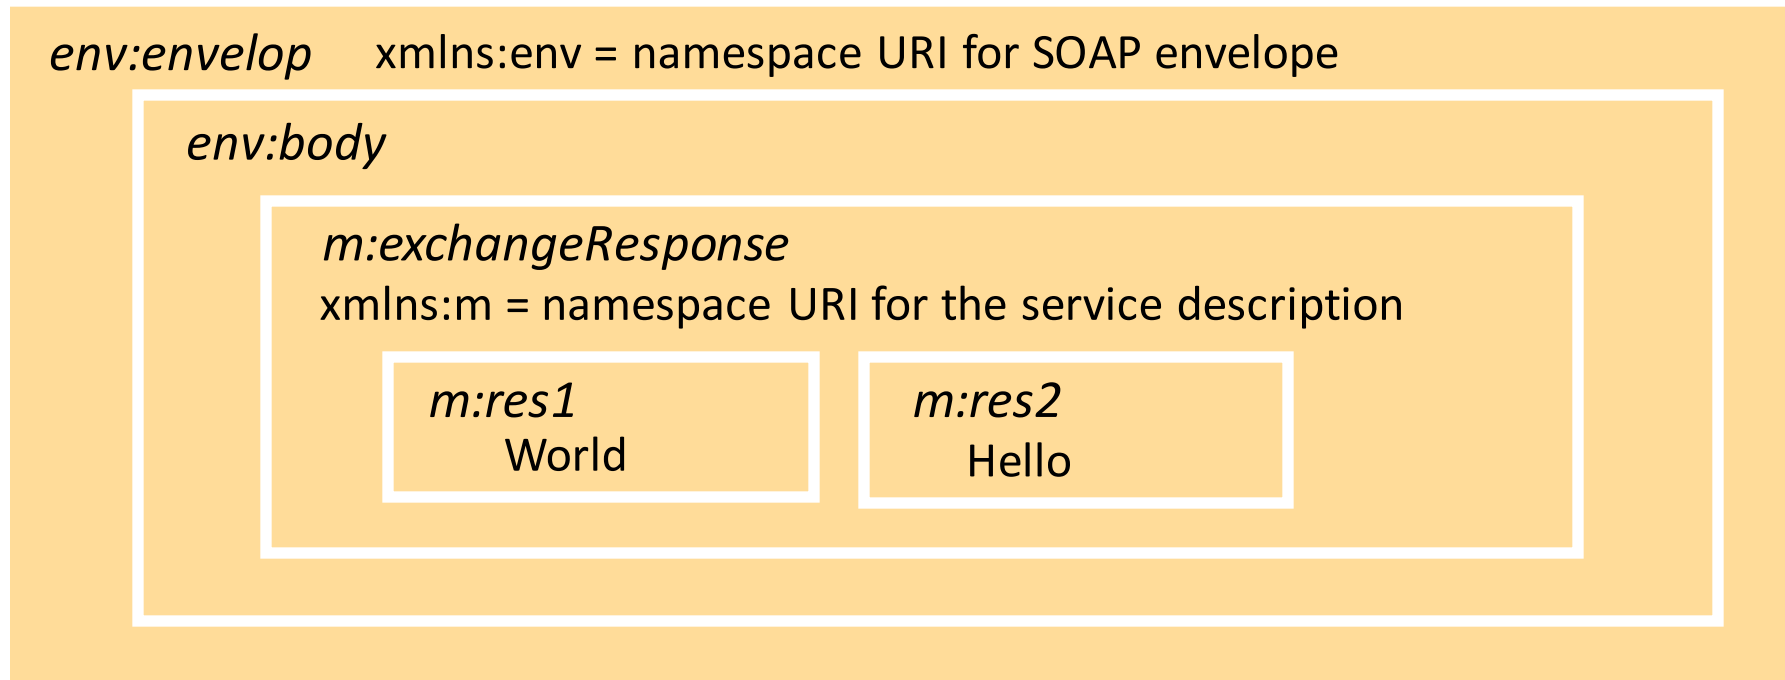 env:envelop xmlns:env = namespace URI for SOAP envelope
env:body
m:exchangeResponse
xmlns:m = namespace URI for the service description
m:res1
World
m:res2
Hello